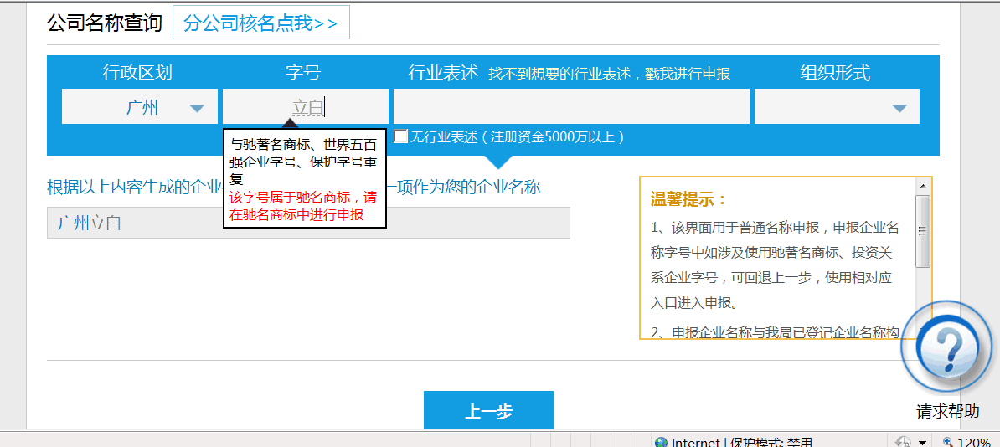 公司名称查询 分公司核名点我>>
行政区划 字号 行业表述 找不到想要的行业表述，戳我进行申报 组织形式
广州 立白
无行业表述（注册资金5000万以上）
与驰著名商标、世界五百
强企业字号、保护字号重
复
该字号属于驰名商标，请
在驰名商标中进行申报
根据以上内容生成的企业 一项作为您的企业名称
广州立白
温馨提示：
1、该界面用于普通名称申报，申报企业名
称字号中如涉及使用驰著名商标、投资关
系企业字号，可回退上一步，使用相对应
入口进入申报。
2、申报企业名称与我局已登记企业名称构
请求帮助
上一步
Internet | 保护模式: 禁用 120%